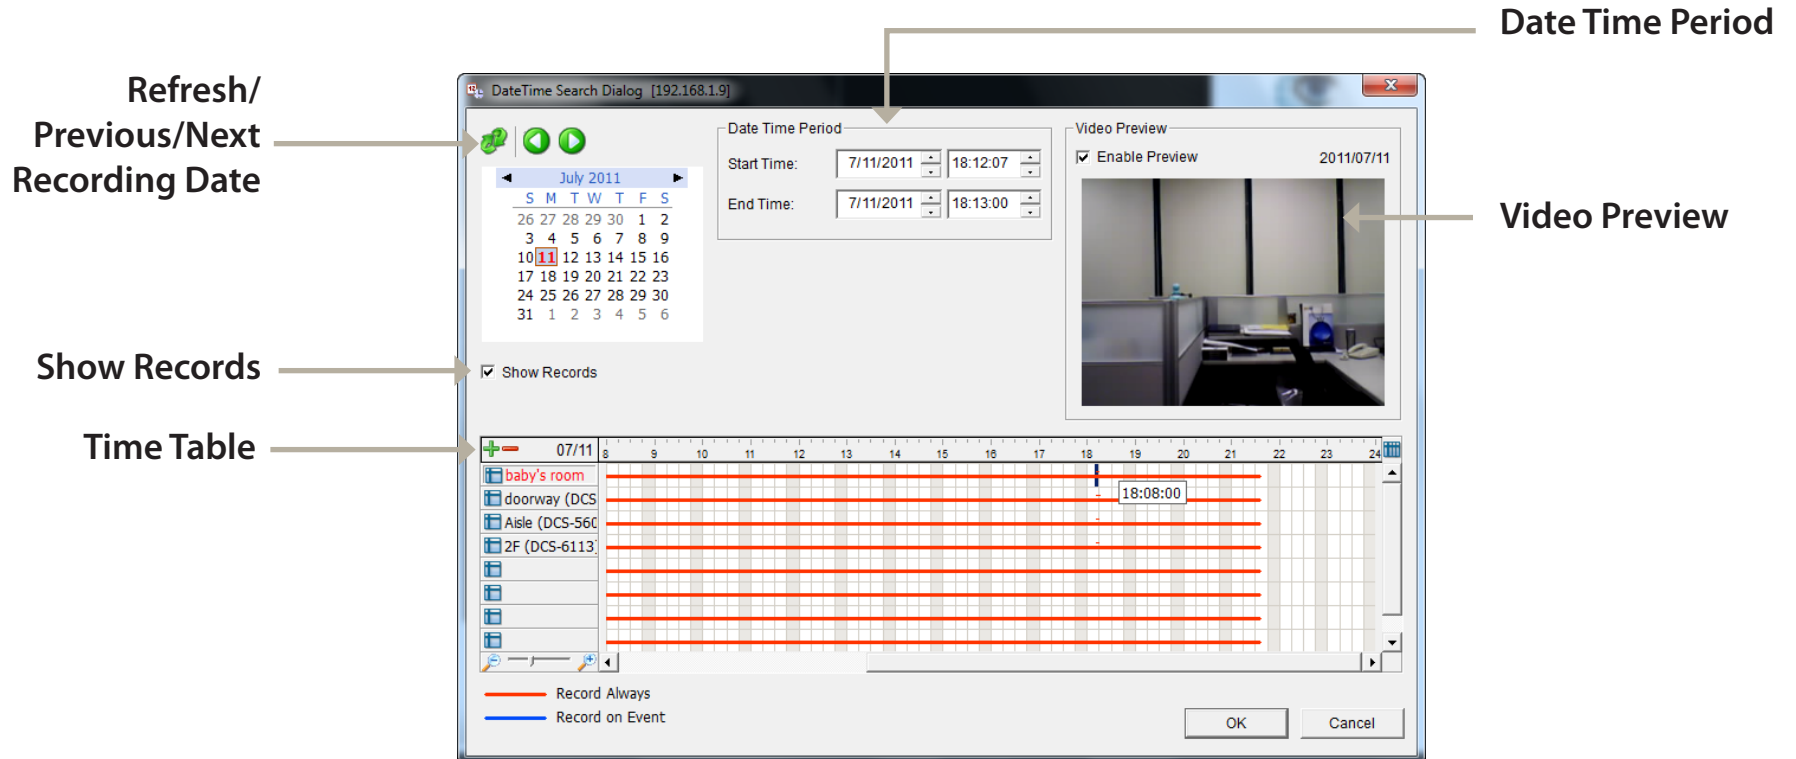 Date Time Period
Refresh/
Previous/Next
Recording Date
DateTime Search Dialog [192.168.1.9]
Date Time Period
Start Time: 7/11/2011 18:12:07
End Time: 7/11/2011 18:13:00
Video Preview
Enable Preview 2011/07/11
Video Preview
July 2011
S M T W T F S
26 27 28 29 30 1 2
3 4 5 6 7 8 9
10 11 12 13 14 15 16
17 18 19 20 21 22 23
24 25 26 27 28 29 30
31 1 2 3 4 5 6
Show Records
Show Records
Time Table
07/11 8 9 10 11 12 13 14 15 16 17 18 19 20 21 22 23 24
baby's room
18:08:00
doorway (DCS
Aisle (DCS-560
2F (DCS-6113)
Record Always
Record on Event
OK Cancel